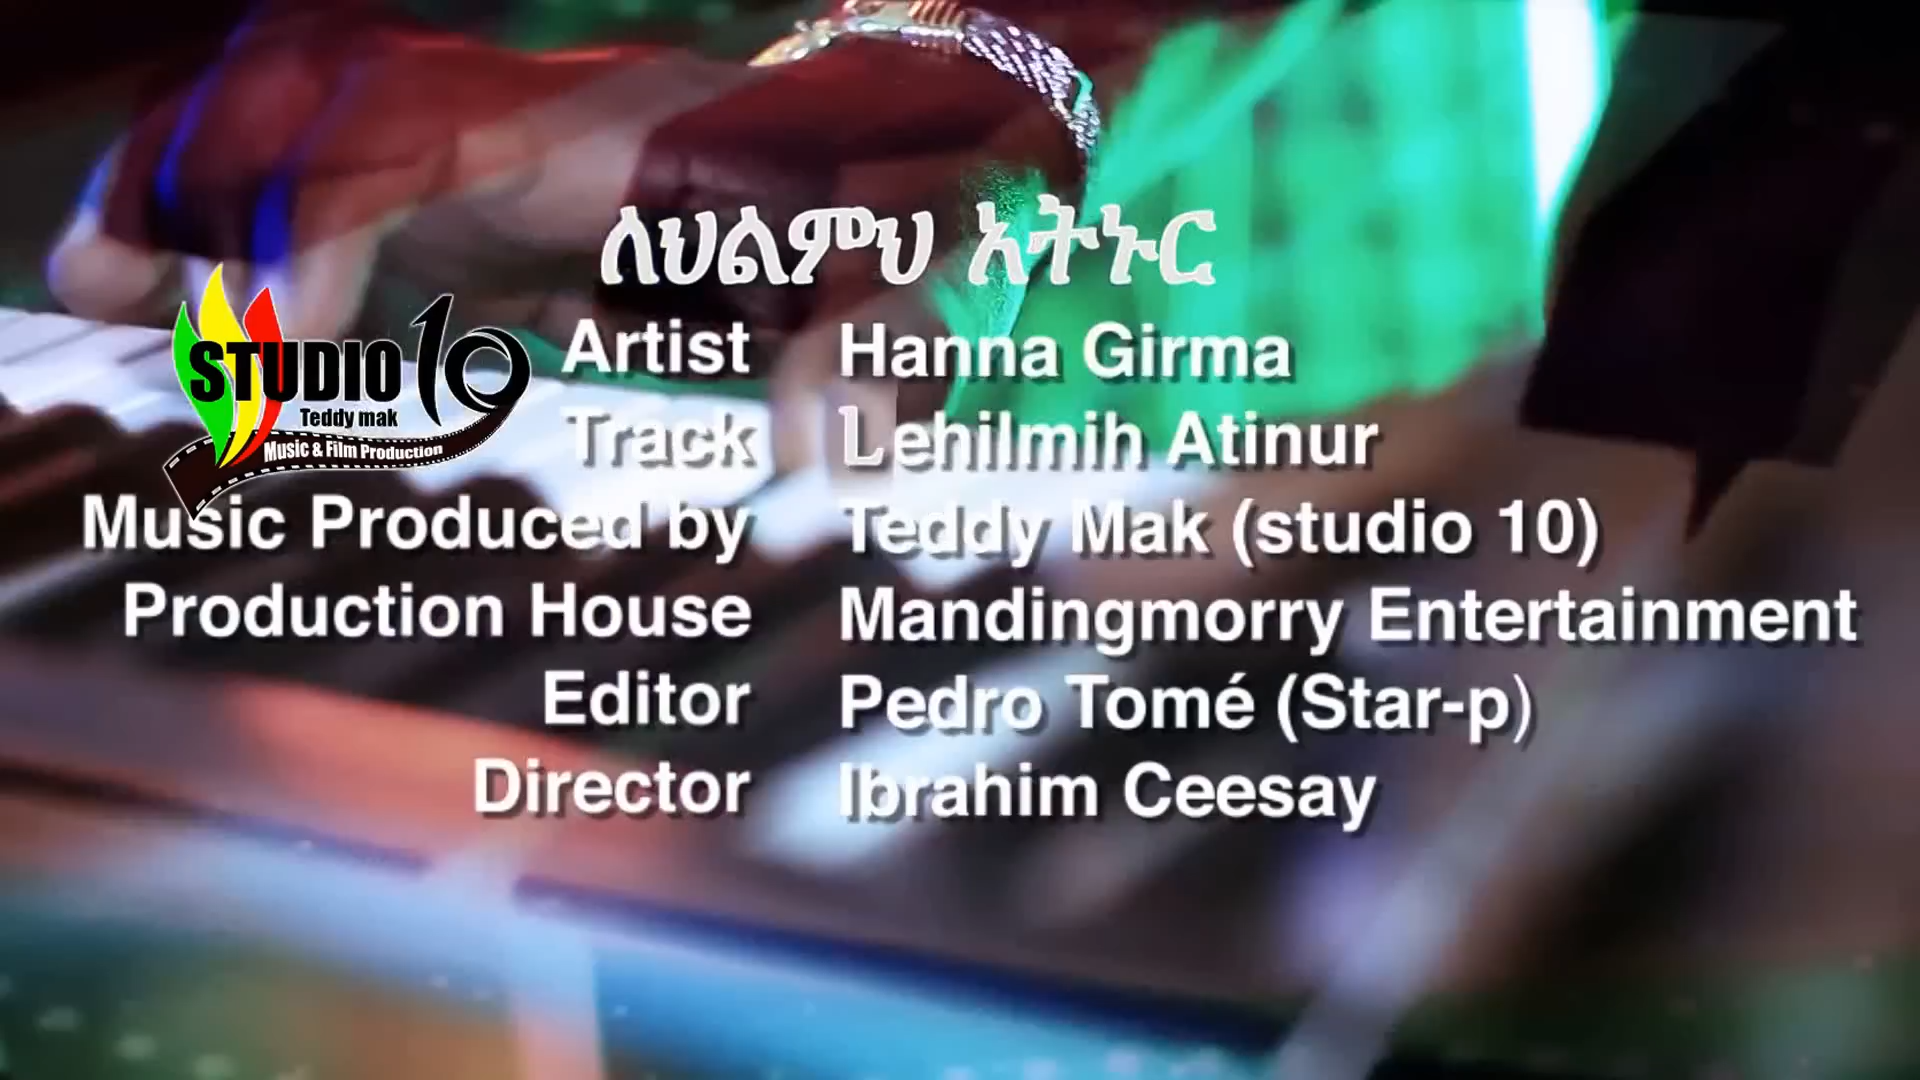 ለህልምህ አትኑር
STUDIO 10
Teddy mak
Music & Film Production
Artist Hanna Girma
Track Lehilmih Atinur
Music Produced by Teddy Mak (studio 10)
Production House Mandingmorry Entertainment
Editor Pedro Tomé (Star-p)
Director Ibrahim Ceesay